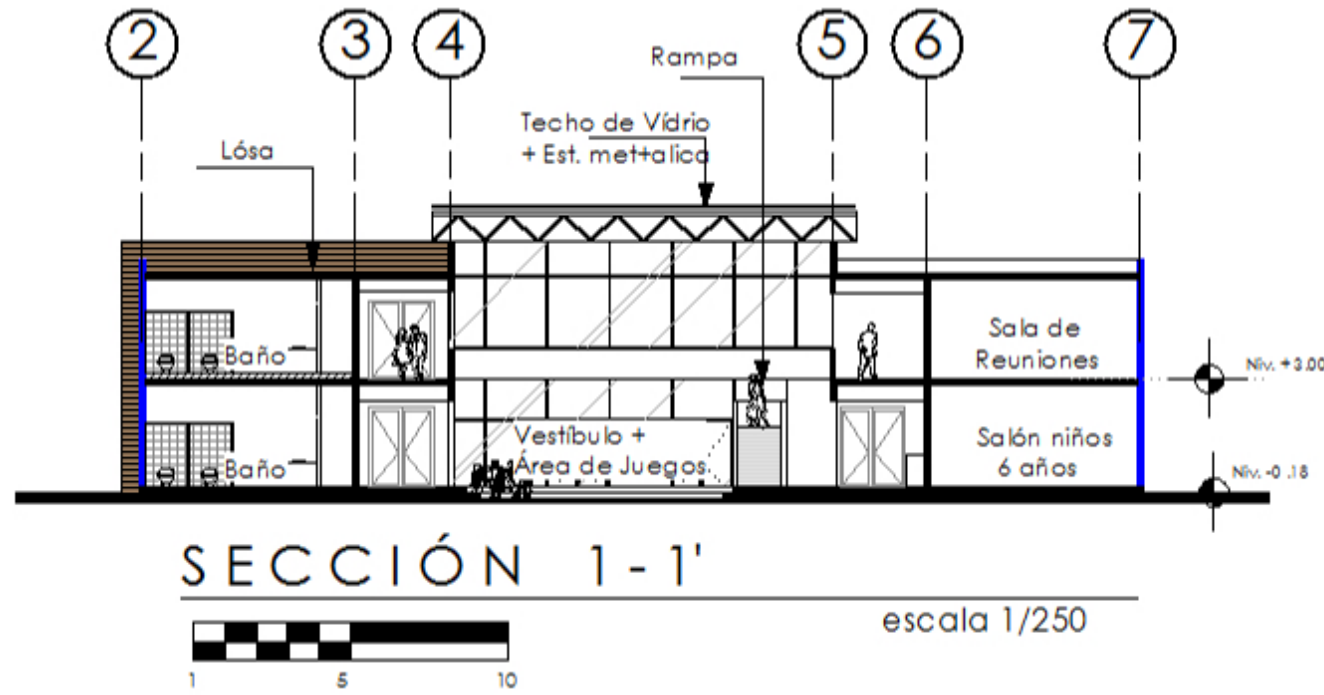 2 3 4 5 6 7
Rampa
Techo de Vídrio
+ Est. met+alica
Lósa
Baño
Sala de
Reuniones
Niv. +3.00
Baño
Vestíbulo +
Área de Juegos
Salón niños
6 años
Niv. -0 .18
SECCIÓN 1-1'
escala 1/250
1 5 10